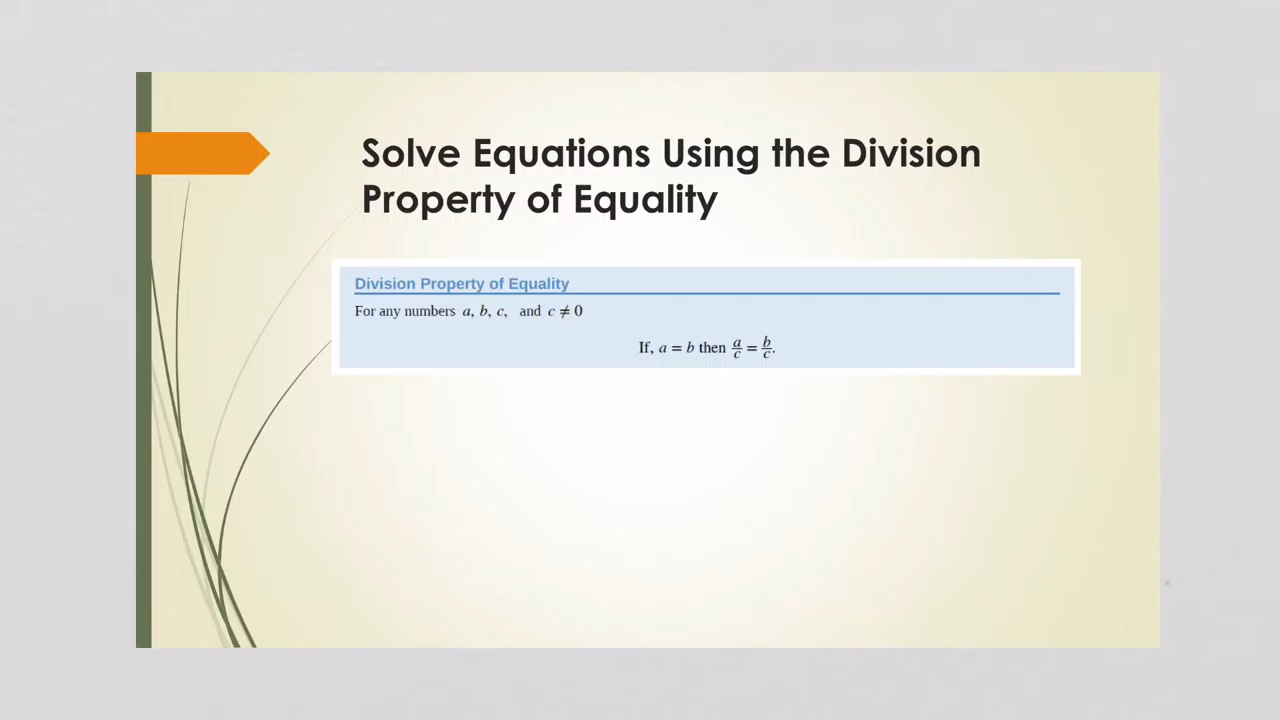 Solve Equations Using the Division
Property of Equality
Division Property of Equality
For any numbers a, b, c, and c ≠ 0
If, a = b then a/c = b/c.